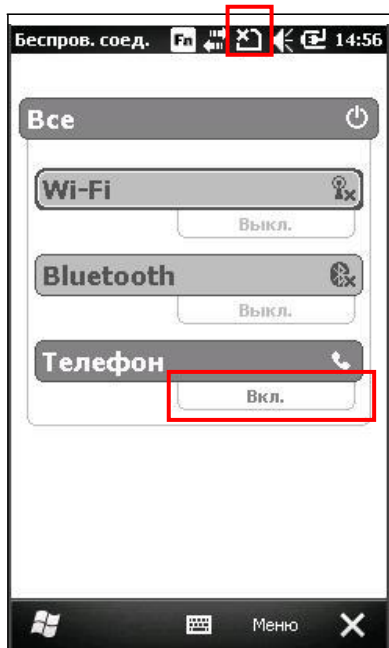 Беспров. соед. Fn 14:56
Все
Wi-Fi
Выкл.
Bluetooth
Выкл.
Телефон
Вкл.
Меню